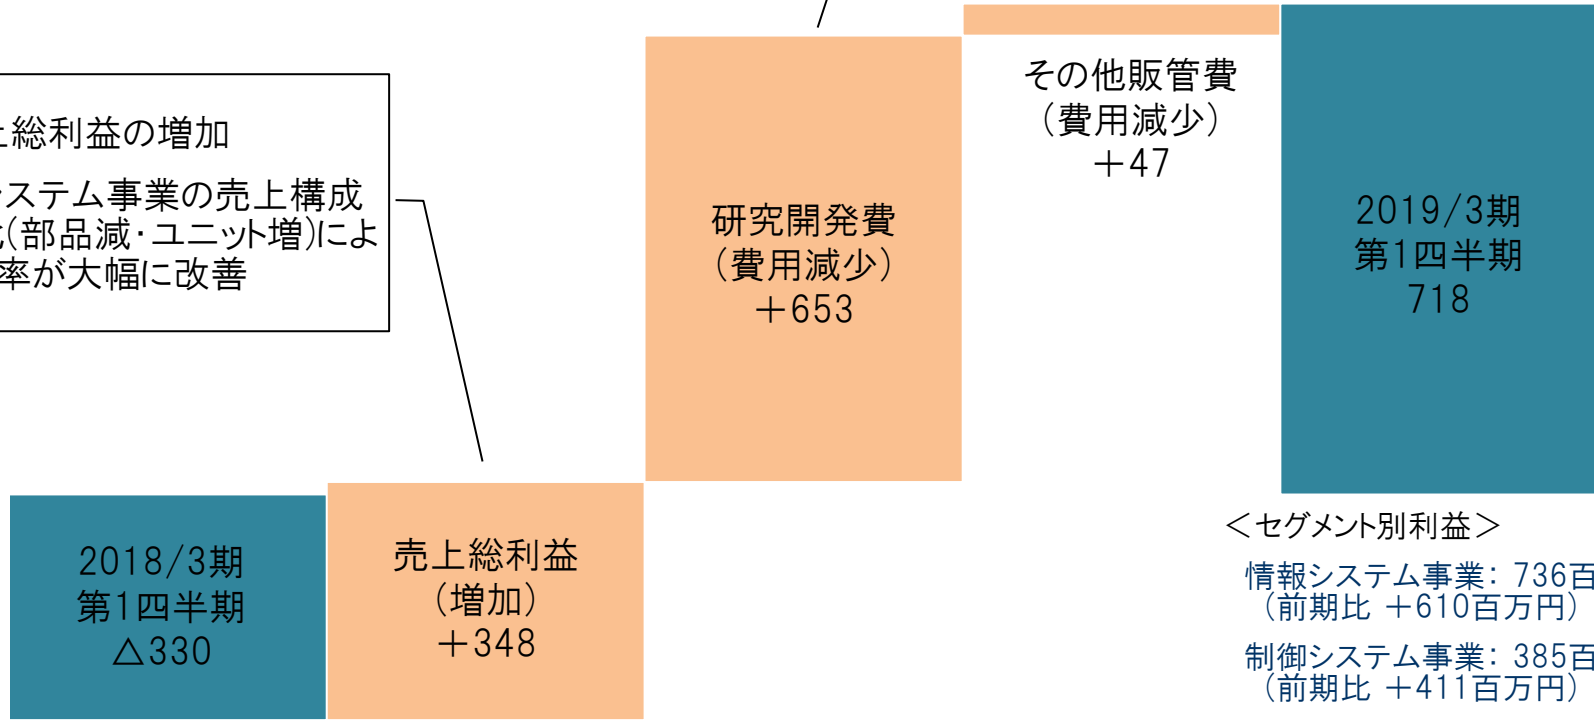 上総利益の増加
ステム事業の売上構成
(部品減・ユニット増)によ
率が大幅に改善
2018/3期
第1四半期
△330
売上総利益
（増加）
＋348
研究開発費
（費用減少）
＋653
その他販管費
（費用減少）
＋47
2019/3期
第1四半期
718
＜セグメント別利益＞
情報システム事業： 736百
（前期比 ＋610百万円）
制御システム事業： 385百
（前期比 ＋411百万円）